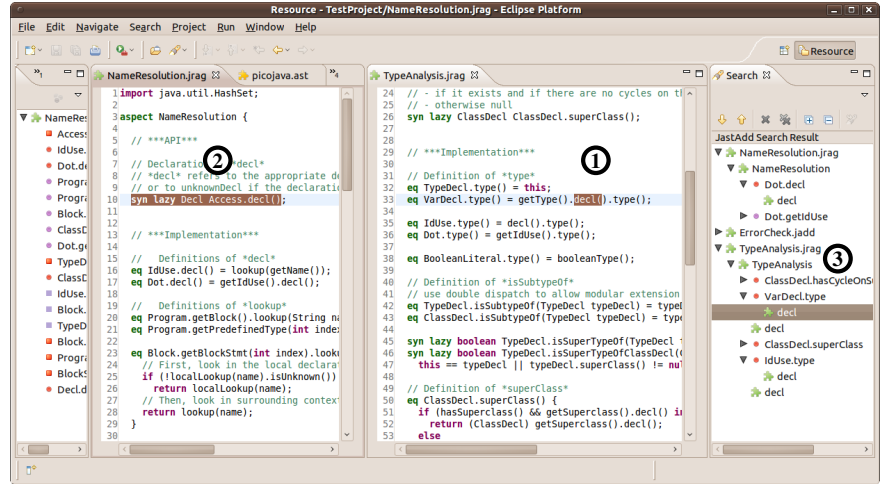 Resource - TestProject/NameResolution.jrag - Eclipse Platform
File Edit Navigate Search Project Run Window Help
Resource
»1
NameRes
Access
IdUse.
Dot.de
Progra
Progra
Block.
ClassD
Dot.ge
TypeD
ClassD
IdUse.
Block.
TypeD
Block.
Progra
BlockS
Decl.d
NameResolution.jrag picojava.ast »4
1 import java.util.HashSet;
2
3 aspect NameResolution {
4
5 // ***API***
6
7 // Declaratio *decl*
8 // *decl* refers to the appropriate de
9 // or to unknownDecl if the declaratio
10 syn lazy Decl Access.decl();
11
12
13 // ***Implementation***
14
15 // Definitions of *decl*
16 eq IdUse.decl() = lookup(getName());
17 eq Dot.decl() = getIdUse().decl();
18
19 // Definitions of *lookup*
20 eq Program.getBlock().lookup(String na
21 eq Program.getPredefinedType(int index
22
23 eq Block.getBlockStmt(int index).looku
24 // First, look in the local declarat
25 if (!localLookup(name).isUnknown())
26 return localLookup(name);
27 // Then, look in surrounding context
28 return lookup(name);
29 }
30
2
TypeAnalysis.jrag
24 // - if it exists and if there are no cycles on th
25 // - otherwise null
26 syn lazy ClassDecl ClassDecl.superClass();
27
28
29 // ***Implementation***
30
31 // Definition of *type*
32 eq TypeDecl.type() = this;
33 eq VarDecl.type() = getType().decl().type();
34
35 eq IdUse.type() = decl().type();
36 eq Dot.type() = getIdUse().type();
37
38 eq BooleanLiteral.type() = booleanType();
39
40 // Definition of *isSubtypeOf*
41 // use double dispatch to allow modular extension
42 eq TypeDecl.isSubtypeOf(TypeDecl typeDecl) = typeD
43 eq ClassDecl.isSubtypeOf(TypeDecl typeDecl) = type
44
45 syn lazy boolean TypeDecl.isSuperTypeOf(TypeDecl t
46 syn lazy boolean TypeDecl.isSuperTypeOfClassDecl(C
47 this == typeDecl || typeDecl.superClass() != nul
48
49 // Definition of *superClass*
50 eq ClassDecl.superClass() {
51 if (hasSuperclass() && getSuperclass().decl() in
52 return (ClassDecl) getSuperclass().decl();
53 else
1
Search
JastAdd Search Result
NameResolution.jrag
NameResolution
Dot.decl
decl
Dot.getIdUse
ErrorCheck.jadd
TypeAnalysis.jrag
TypeAnalysis
ClassDecl.hasCycleOnS
VarDecl.type
decl
decl
ClassDecl.superClass
IdUse.type
decl
decl
3